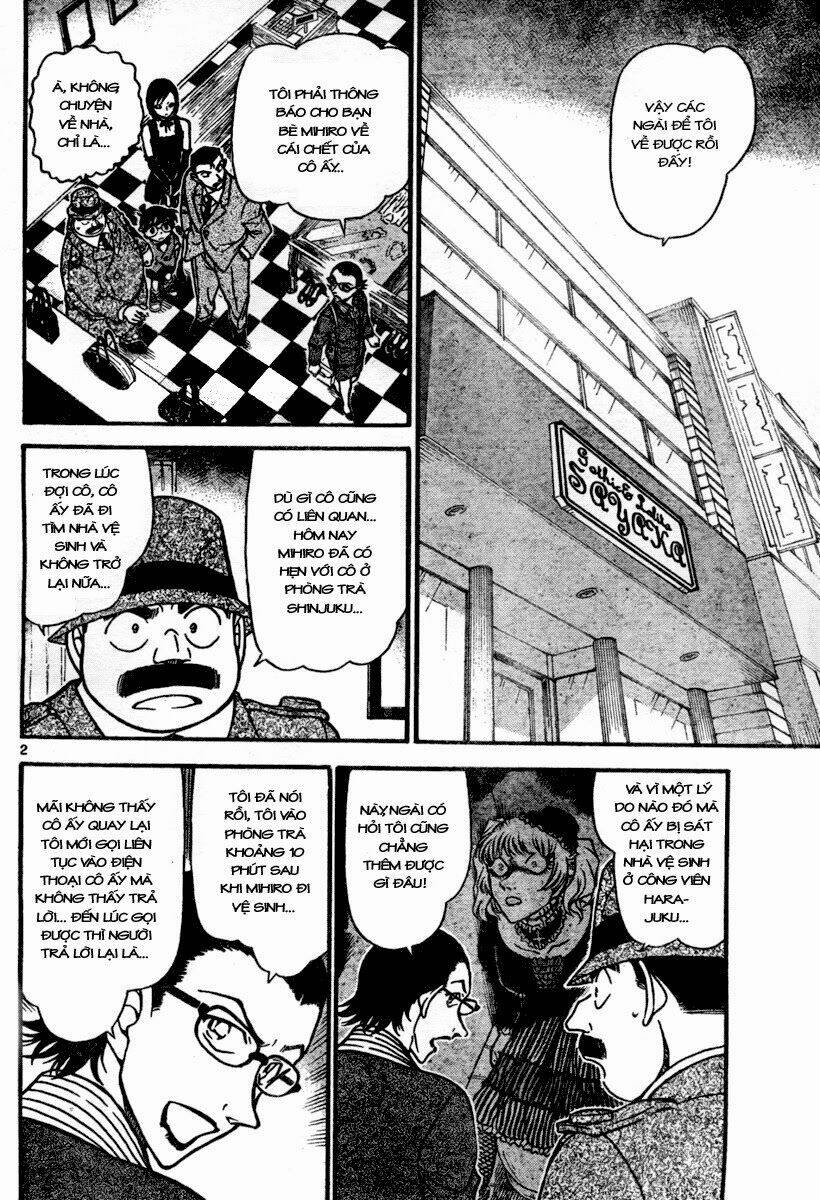 VẬY CÁC
NGÀI ĐỂ TÔI
VỀ ĐƯỢC RỒI
ĐẤY!
Gothic & Lolita
SAYAKA
TÔI PHẢI THÔNG
BÁO CHO BẠN
BÈ MIHIRO VỀ
CÁI CHẾT CỦA
CÔ ẤY..
À, KHÔNG,
CHUYỆN
VỀ NHÀ,
CHỈ LÀ...
DÙ GÌ CÔ CŨNG
CÓ LIÊN QUAN...
HÔM NAY
MIHIRO ĐÃ CÓ
HẸN VỚI CÔ Ở
PHÒNG TRÀ
SHINJUKU...
TRONG LÚC
ĐỢI CÔ, CÔ
ẤY ĐÃ ĐI
TÌM NHÀ VỆ
SINH VÀ
KHÔNG TRỞ
LẠI NỮA...
2
VÀ VÌ MỘT LÝ
DO NÀO ĐÓ MÀ
CÔ ẤY BỊ SÁT
HẠI TRONG
NHÀ VỆ SINH
Ở CÔNG VIÊN
HARA-
JUKU...
NÀY, NGÀI CÓ
HỎI TÔI CŨNG
CHẲNG
THÊM ĐƯỢC
GÌ ĐÂU!
TÔI ĐÃ NÓI
RỒI, TÔI VÀO
PHÒNG TRÀ
KHOẢNG 10
PHÚT SAU
KHI MIHIRO ĐI
VỆ SINH...
MÃI KHÔNG THẤY
CÔ ẤY QUAY LẠI
TÔI MỚI GỌI LIÊN
TỤC VÀO ĐIỆN
THOẠI CÔ ẤY MÀ
KHÔNG THẤY TRẢ
LỜI... ĐẾN LÚC GỌI
ĐƯỢC THÌ NGƯỜI
TRẢ LỜI LẠI LÀ...